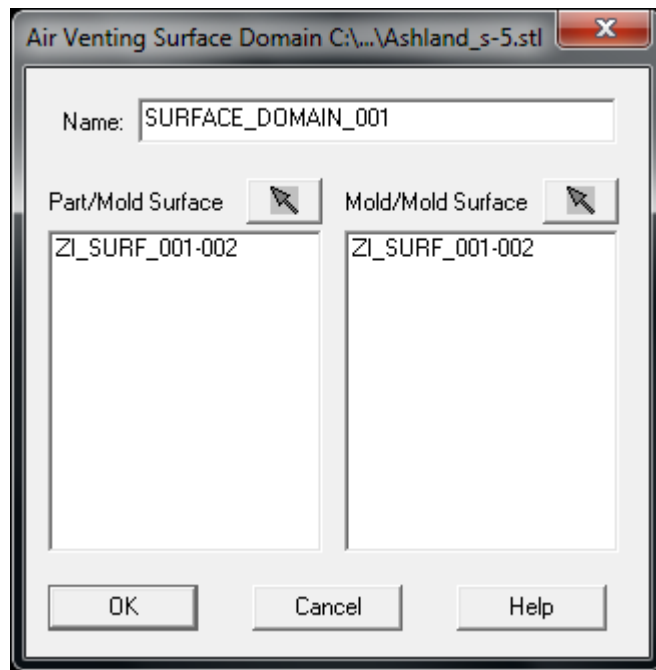 Air Venting Surface Domain C:\...\Ashland_s-5.stl
Name: SURFACE_DOMAIN_001
Part/Mold Surface Mold/Mold Surface
ZI_SURF_001-002 ZI_SURF_001-002
OK Cancel Help